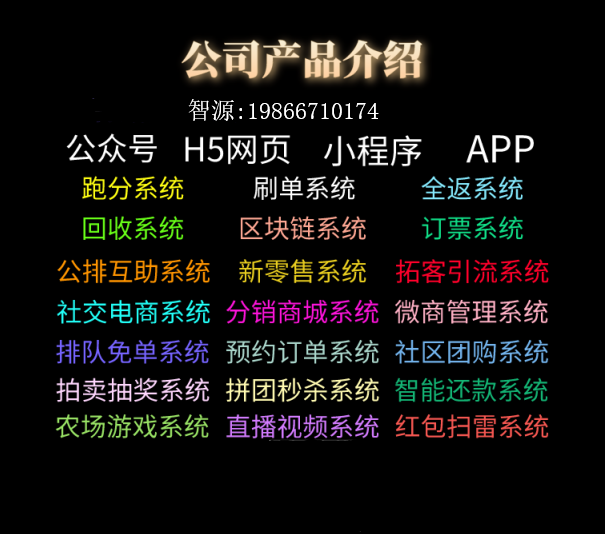 公司产品介绍
智源:19866710174
公众号 H5网页 小程序 APP
跑分系统 刷单系统 全返系统
回收系统 区块链系统 订票系统
公排互助系统 新零售系统 拓客引流系统
社交电商系统 分销商城系统 微商管理系统
排队免单系统 预约订单系统 社区团购系统
拍卖抽奖系统 拼团秒杀系统 智能还款系统
农场游戏系统 直播视频系统 红包扫雷系统